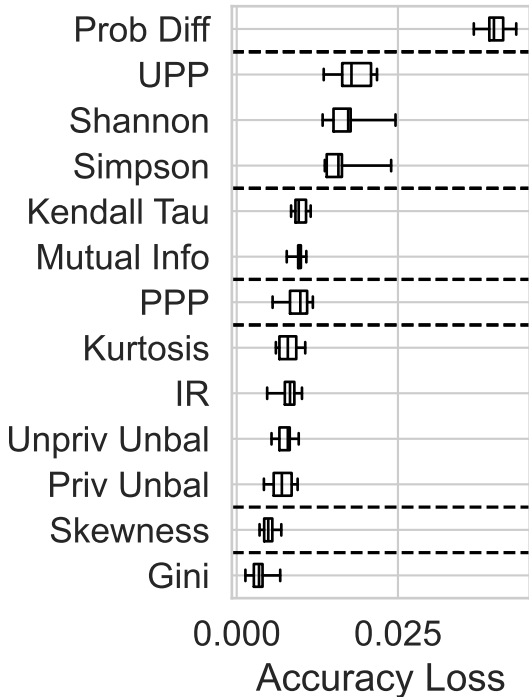 Prob Diff
UPP
Shannon
Simpson
Kendall Tau
Mutual Info
PPP
Kurtosis
IR
Unpriv Unbal
Priv Unbal
Skewness
Gini
0.000 0.025
Accuracy Loss